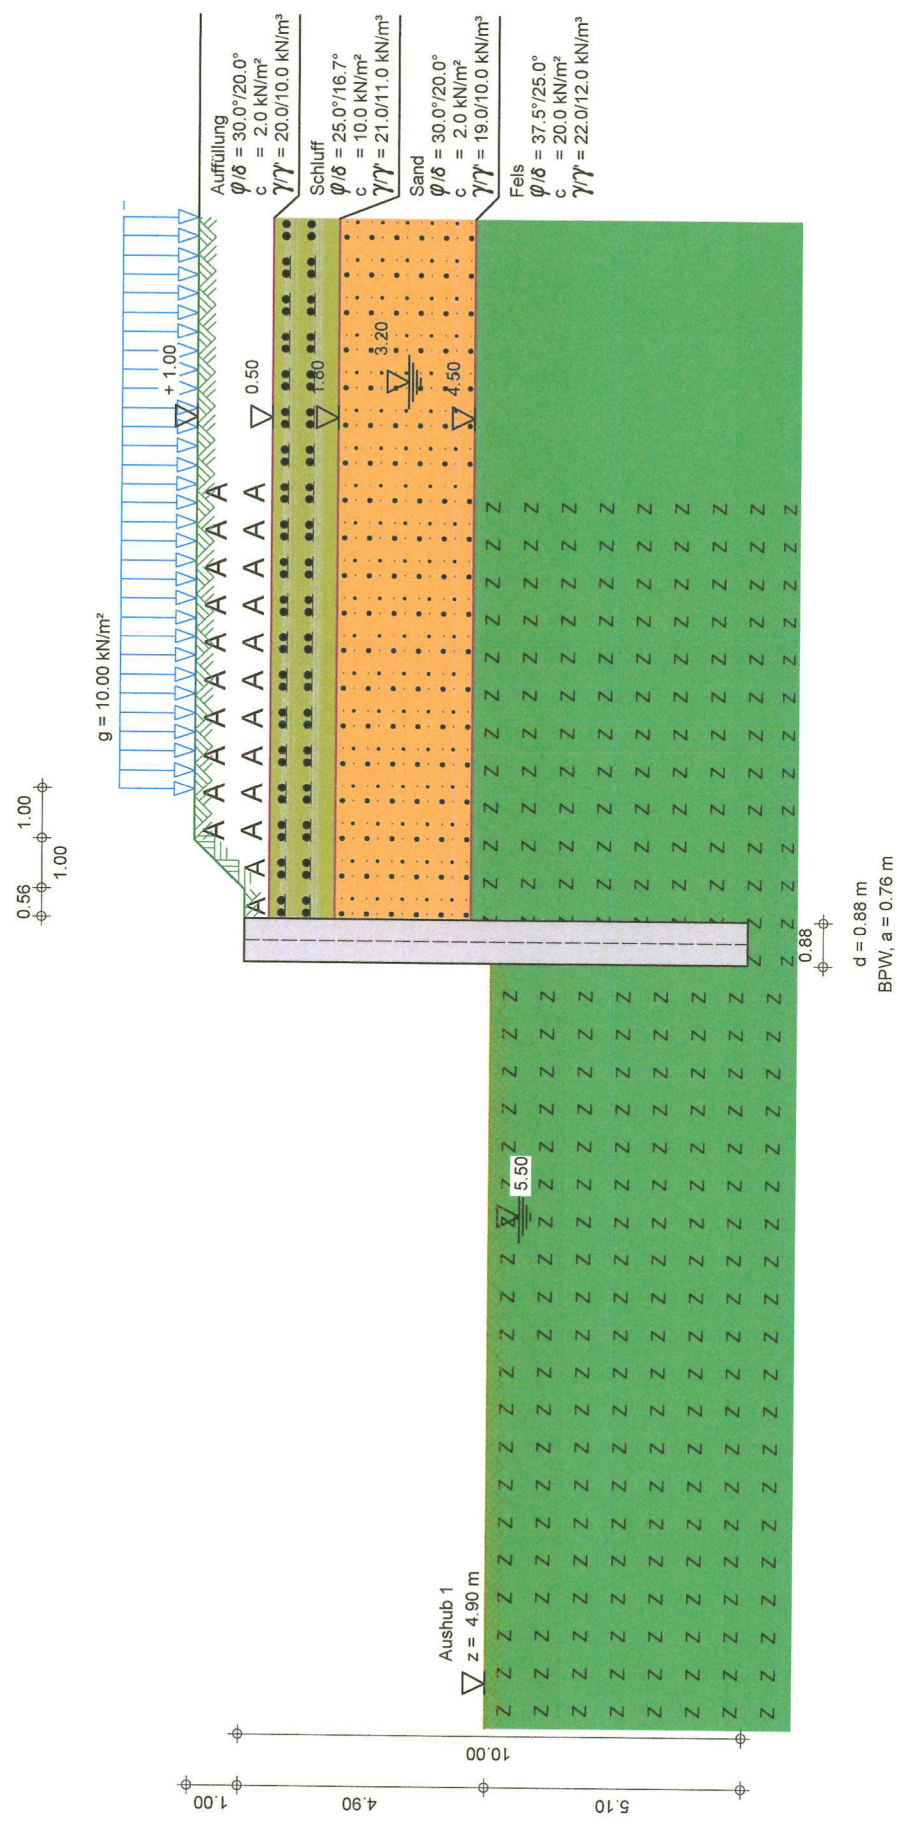 0.56
1.00
1.00
g = 10.00 kN/m²
+ 1.00
0.50
1.80
3.20
4.50
Auffüllung
φ/δ = 30.0°/20.0°
c = 2.0 kN/m²
γ/γ' = 20.0/10.0 kN/m³
Schluff
φ/δ = 25.0°/16.7°
c = 10.0 kN/m²
γ/γ' = 21.0/11.0 kN/m³
Sand
φ/δ = 30.0°/20.0°
c = 2.0 kN/m²
γ/γ' = 19.0/10.0 kN/m³
Fels
φ/δ = 37.5°/25.0°
c = 20.0 kN/m²
γ/γ' = 22.0/12.0 kN/m³
5.50
Aushub 1
z = 4.90 m
1.00
4.90
5.10
10.00
0.88
d = 0.88 m
BPW, a = 0.76 m